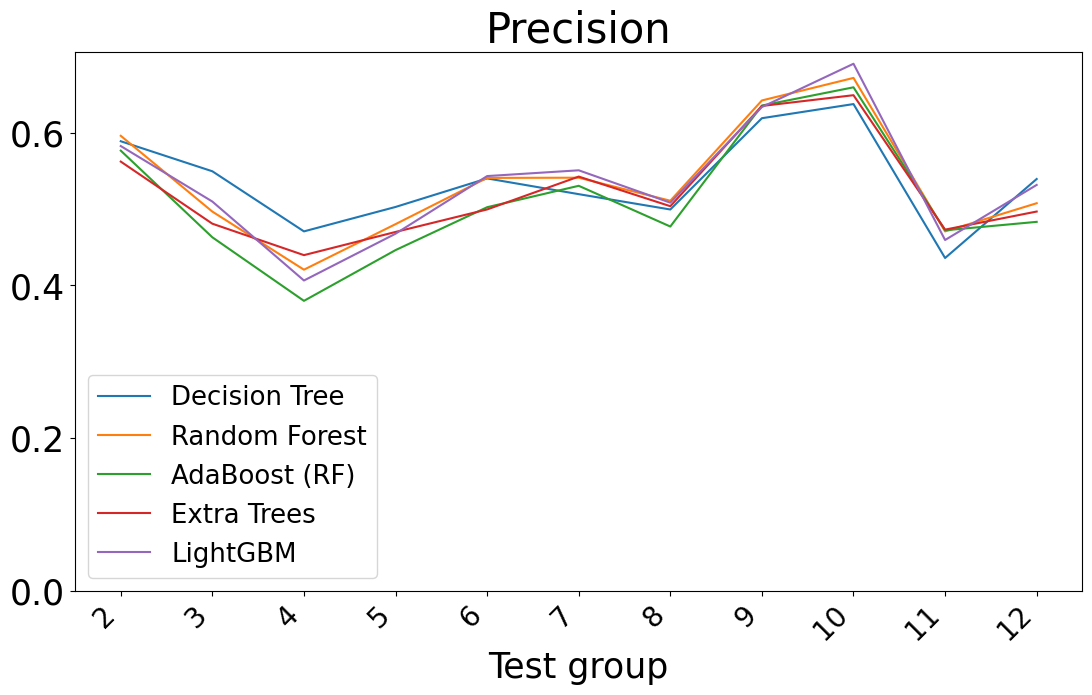 Precision
0.6
0.4
0.2
0.0
Decision Tree
Random Forest
AdaBoost (RF)
Extra Trees
LightGBM
2 3 4 5 6 7 8 9 10 11 12
Test group